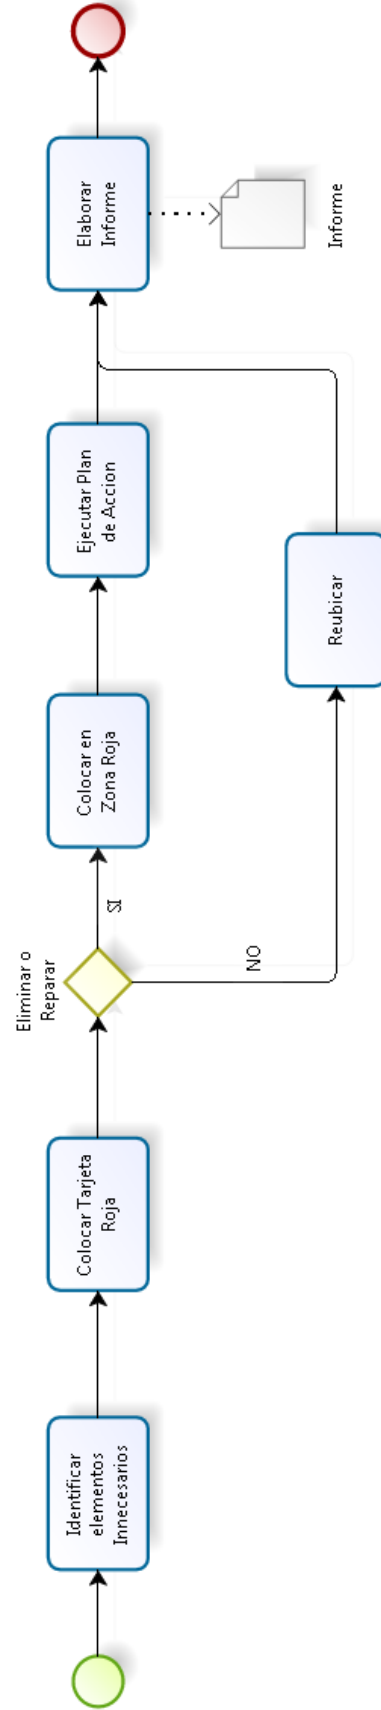 Identificar
elementos
Innecesarios
Colocar Tarjeta
Roja
Eliminar o
Reparar
SI
NO
Colocar en
Zona Roja
Ejecutar Plan
de Accion
Reubicar
Elaborar
Informe
Informe